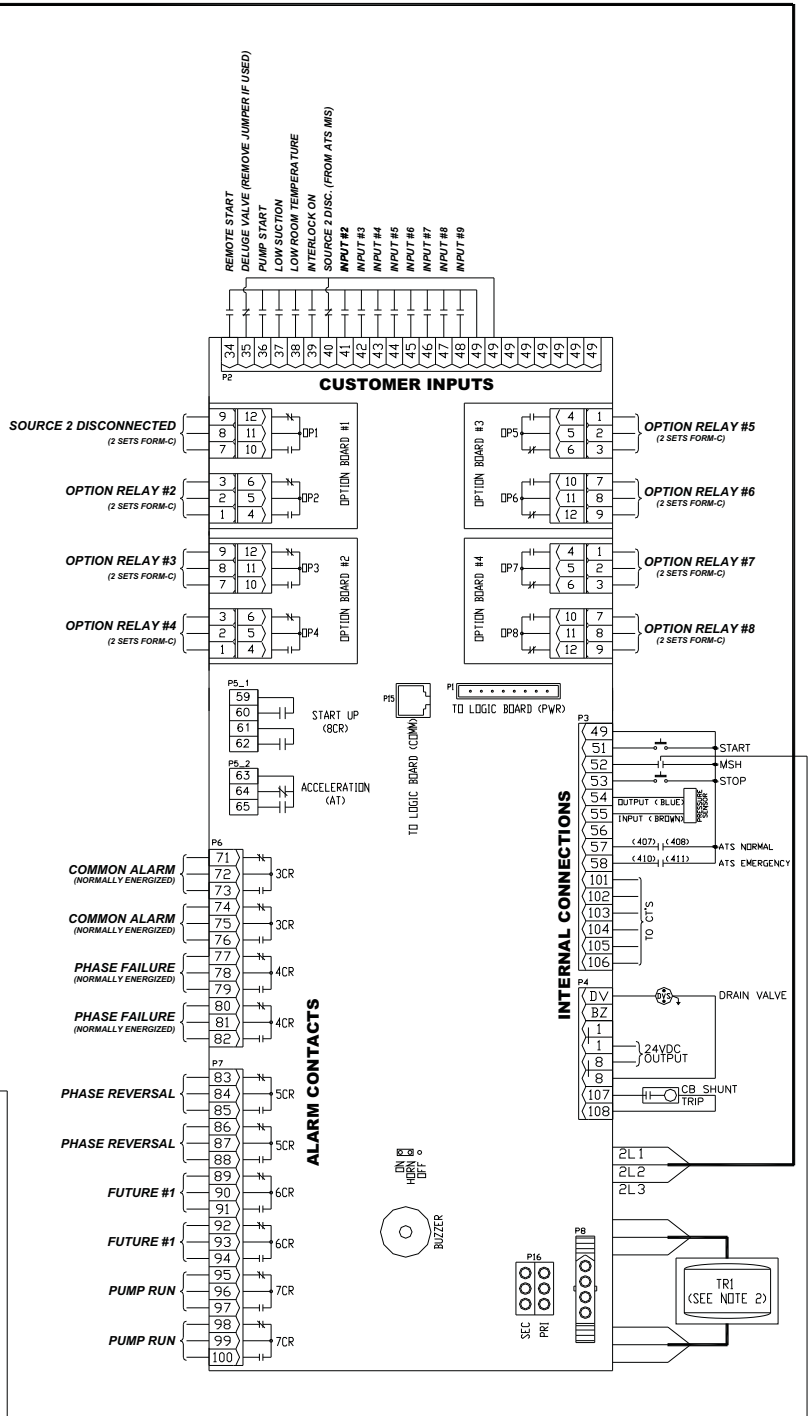 REMOTE START
DELUGE VALVE (REMOVE JUMPER IF USED)
PUMP START
LOW SUCTION
LOW ROOM TEMPERATURE
INTERLOCK ON
SOURCE 2 DISC. (FROM ATS MIS)
INPUT #2
INPUT #3
INPUT #4
INPUT #5
INPUT #6
INPUT #7
INPUT #8
INPUT #9
34 35 36 37 38 39 40 41 42 43 44 45 46 47 48 49 49 49 49 49 49 49 49
P2
CUSTOMER INPUTS
SOURCE 2 DISCONNECTED
(2 SETS FORM-C)
9 12
8 11
7 10
OP1
OPTION BOARD #1
OPTION RELAY #2
(2 SETS FORM-C)
3 6
2 5
1 4
OP2
OPTION RELAY #3
(2 SETS FORM-C)
9 12
8 11
7 10
OP3
OPTION BOARD #2
OPTION RELAY #4
(2 SETS FORM-C)
3 6
2 5
1 4
OP4
OPTION BOARD #3
OP5
4 1
5 2
6 3
OPTION RELAY #5
(2 SETS FORM-C)
OP6
10 7
11 8
12 9
OPTION RELAY #6
(2 SETS FORM-C)
OPTION BOARD #4
OP7
4 1
5 2
6 3
OPTION RELAY #7
(2 SETS FORM-C)
OP8
10 7
11 8
12 9
OPTION RELAY #8
(2 SETS FORM-C)
P5_1
59
60
61
62
START UP
(8CR)
P5_2
63
64
65
ACCELERATION
(AT)
P15
TO LOGIC BOARD (COMM)
P1
TO LOGIC BOARD (PWR)
P3
49
51
52
53
54
55
56
57
58
101
102
103
104
105
106
START
MSH
STOP
OUTPUT (BLUE)
INPUT (BROWN)
PRESSURE SENSOR
(407) (408)
ATS NORMAL
(410) (411)
ATS EMERGENCY
TO CT'S
INTERNAL CONNECTIONS
P4
DV
BZ
1
1
8
8
107
108
DVS
DRAIN VALVE
24VDC
OUTPUT
CB SHUNT
TRIP
2L1
2L2
2L3
P6
COMMON ALARM
(NORMALLY ENERGIZED)
71
72
73
3CR
COMMON ALARM
(NORMALLY ENERGIZED)
74
75
76
3CR
PHASE FAILURE
(NORMALLY ENERGIZED)
77
78
79
4CR
PHASE FAILURE
(NORMALLY ENERGIZED)
80
81
82
4CR
ALARM CONTACTS
P7
PHASE REVERSAL
83
84
85
5CR
PHASE REVERSAL
86
87
88
5CR
FUTURE #1
89
90
91
6CR
FUTURE #1
92
93
94
6CR
PUMP RUN
95
96
97
7CR
PUMP RUN
98
99
100
7CR
ON
HORN
OFF
BUZZER
P16
SEC
PRI
P8
TR1
(SEE NOTE 2)